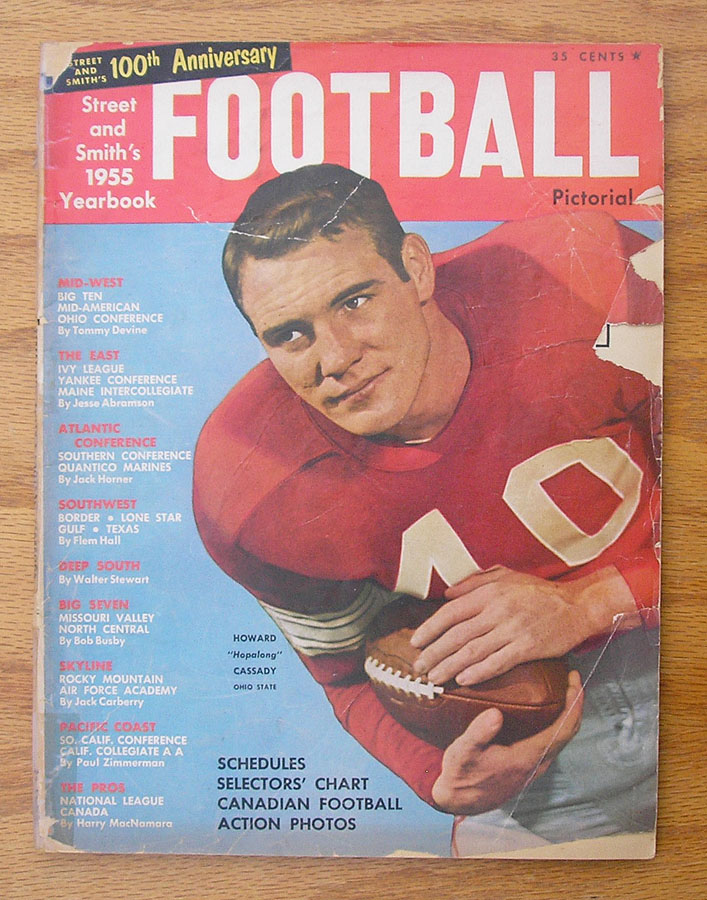 STREET
AND
SMITH'S
100th Anniversary
35 CENTS
Street
and
Smith's
1955
Yearbook
FOOTBALL
Pictorial
MID-WEST
BIG TEN
MID-AMERICAN
OHIO CONFERENCE
By Tommy Devine
THE EAST
IVY LEAGUE
YANKEE CONFERENCE
MAINE INTERCOLLEGIATE
By Jesse Abramson
ATLANTIC
CONFERENCE
SOUTHERN CONFERENCE
QUANTICO MARINES
By Jack Horner
SOUTHWEST
BORDER • LONE STAR
GULF • TEXAS
By Flem Hall
DEEP SOUTH
By Walter Stewart
BIG SEVEN
MISSOURI VALLEY
NORTH CENTRAL
By Bob Busby
SKYLINE
ROCKY MOUNTAIN
AIR FORCE ACADEMY
By Jack Carberry
PACIFIC COAST
SO. CALIF. CONFERENCE
CALIF. COLLEGIATE A A
By Paul Zimmerman
THE PROS
NATIONAL LEAGUE
CANADA
By Harry MacNamara
40
HOWARD
"Hopalong"
CASSADY
OHIO STATE
SCHEDULES
SELECTORS' CHART
CANADIAN FOOTBALL
ACTION PHOTOS